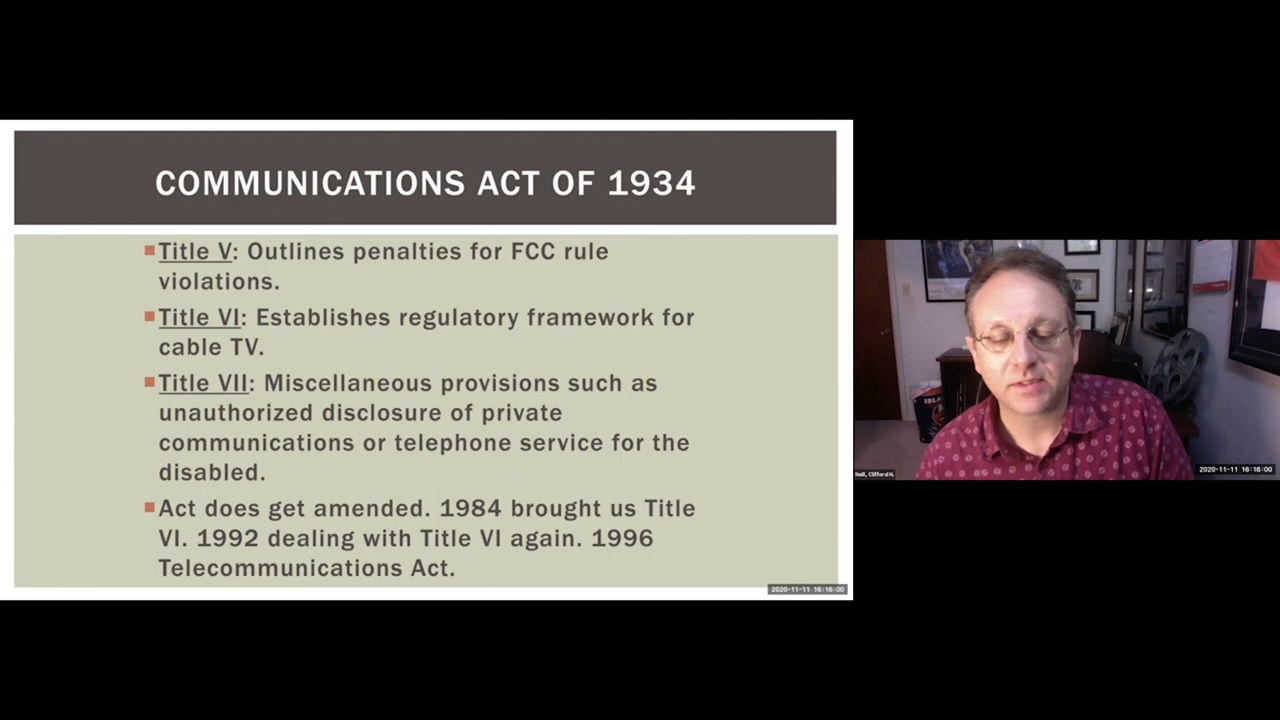 COMMUNICATIONS ACT OF 1934
Title V: Outlines penalties for FCC rule
violations.
Title VI: Establishes regulatory framework for
cable TV.
Title VII: Miscellaneous provisions such as
unauthorized disclosure of private
communications or telephone service for the
disabled.
Act does get amended. 1984 brought us Title
VI. 1992 dealing with Title VI again. 1996
Telecommunications Act.
2020-11-11 16:16:00
ISLA
Neill, Clifford H.
2020-11-11 16:16:00